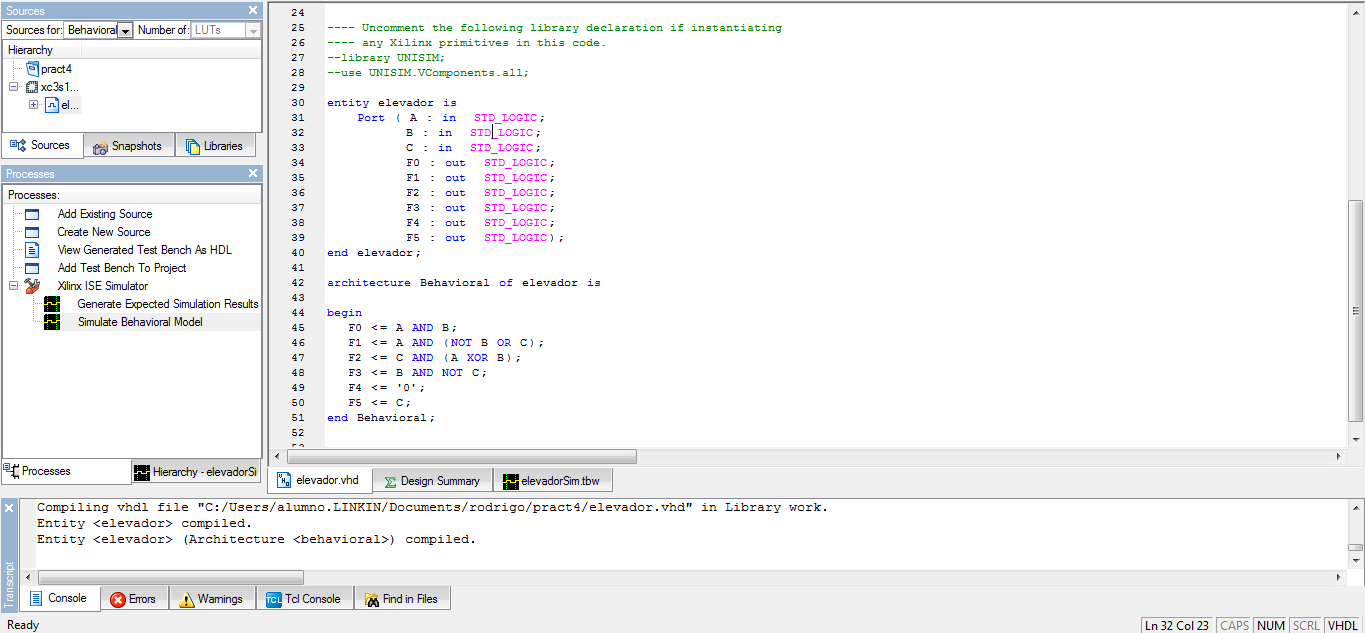 Sources
Sources for: Behavioral Number of: LUTs
Hierarchy
pract4
xc3s1...
el...
Sources Snapshots Libraries
Processes
Processes:
Add Existing Source
Create New Source
View Generated Test Bench As HDL
Add Test Bench To Project
Xilinx ISE Simulator
Generate Expected Simulation Results
Simulate Behavioral Model
Processes Hierarchy - elevadorSi
24
25 ---- Uncomment the following library declaration if instantiating
26 ---- any Xilinx primitives in this code.
27 --library UNISIM;
28 --use UNISIM.VComponents.all;
29
30 entity elevador is
31 Port ( A : in STD_LOGIC;
32 B : in STD_LOGIC;
33 C : in STD_LOGIC;
34 F0 : out STD_LOGIC;
35 F1 : out STD_LOGIC;
36 F2 : out STD_LOGIC;
37 F3 : out STD_LOGIC;
38 F4 : out STD_LOGIC;
39 F5 : out STD_LOGIC);
40 end elevador;
41
42 architecture Behavioral of elevador is
43
44 begin
45 F0 <= A AND B;
46 F1 <= A AND (NOT B OR C);
47 F2 <= C AND (A XOR B);
48 F3 <= B AND NOT C;
49 F4 <= '0';
50 F5 <= C;
51 end Behavioral;
52
elevador.vhd Design Summary elevadorSim.tbw
Compiling vhdl file "C:/Users/alumno.LINKIN/Documents/rodrigo/pract4/elevador.vhd" in Library work.
Entity <elevador> compiled.
Entity <elevador> (Architecture <behavioral>) compiled.
Transcript
Console Errors Warnings TCL Tcl Console Find in Files
Ready Ln 32 Col 23 CAPS NUM SCRL VHDL